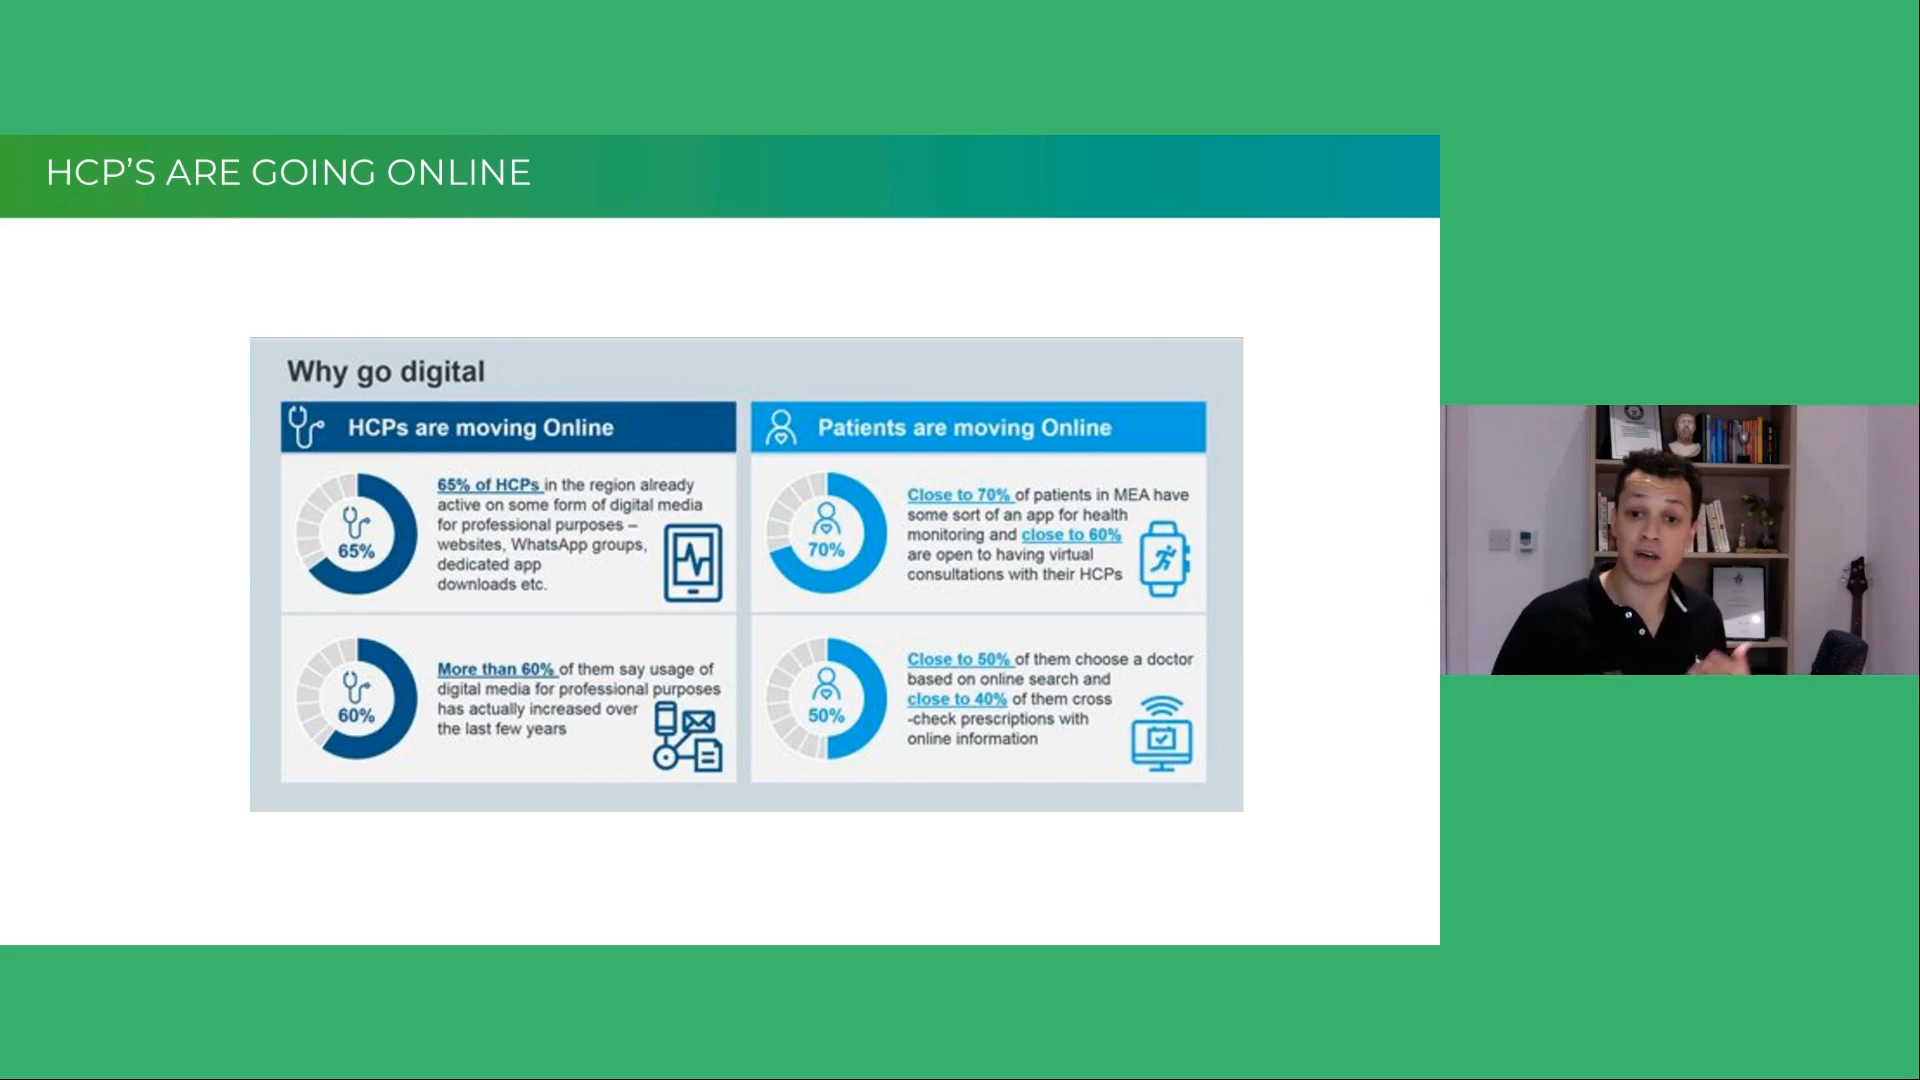 HCP’S ARE GOING ONLINE
Why go digital
HCPs are moving Online
65%
65% of HCPs in the region already
active on some form of digital media
for professional purposes –
websites, WhatsApp groups,
dedicated app
downloads etc.
60%
More than 60% of them say usage of
digital media for professional purposes
has actually increased over
the last few years
Patients are moving Online
70%
Close to 70% of patients in MEA have
some sort of an app for health
monitoring and close to 60%
are open to having virtual
consultations with their HCPs
50%
Close to 50% of them choose a doctor
based on online search and
close to 40% of them cross
-check prescriptions with
online information